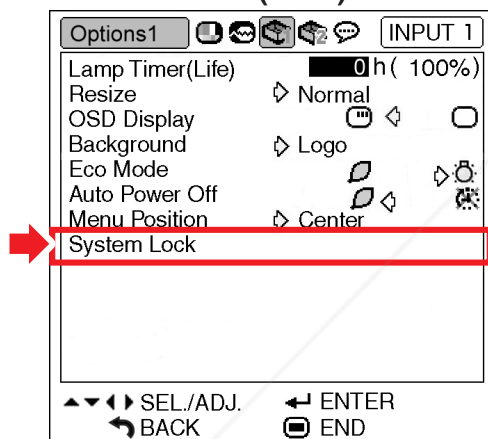 Options1 INPUT 1
Lamp Timer(Life) 0 h ( 100%)
Resize Normal
OSD Display
Background Logo
Eco Mode
Auto Power Off
Menu Position Center
System Lock
SEL./ADJ. ENTER
BACK END